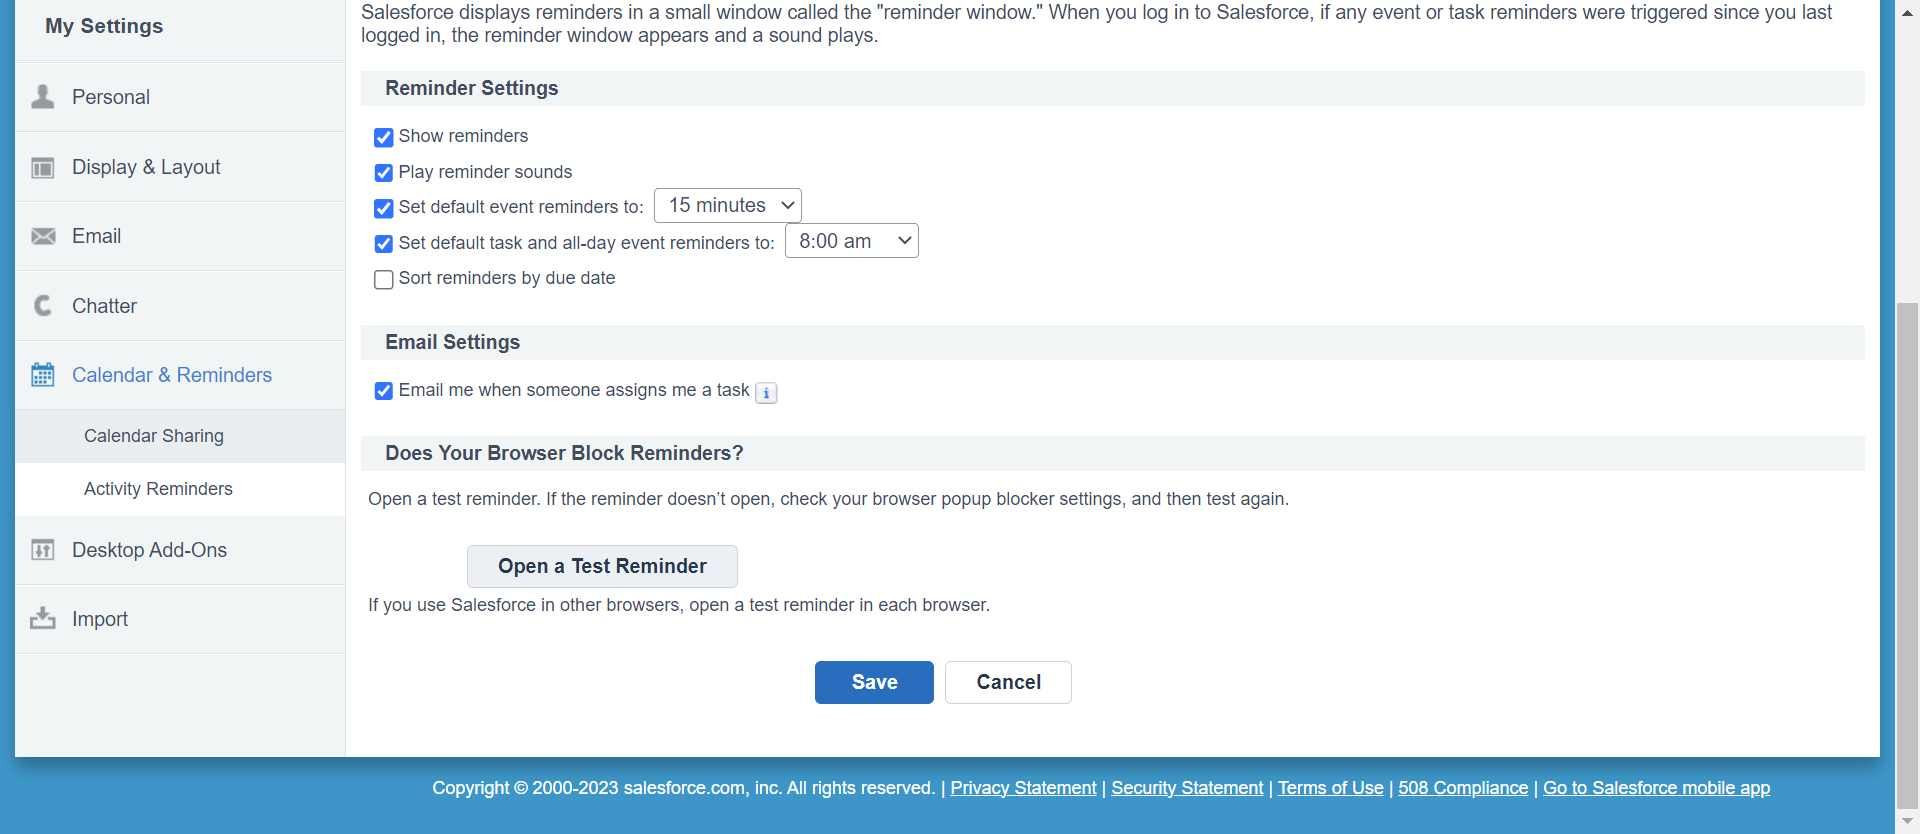 My Settings
Personal
Display & Layout
Email
Chatter
Calendar & Reminders
Calendar Sharing
Activity Reminders
Desktop Add-Ons
Import
Salesforce displays reminders in a small window called the "reminder window." When you log in to Salesforce, if any event or task reminders were triggered since you last
logged in, the reminder window appears and a sound plays.
Reminder Settings
Show reminders
Play reminder sounds
Set default event reminders to: 15 minutes
Set default task and all-day event reminders to: 8:00 am
Sort reminders by due date
Email Settings
Email me when someone assigns me a task i
Does Your Browser Block Reminders?
Open a test reminder. If the reminder doesn’t open, check your browser popup blocker settings, and then test again.
Open a Test Reminder
If you use Salesforce in other browsers, open a test reminder in each browser.
Save Cancel
Copyright © 2000-2023 salesforce.com, inc. All rights reserved. | Privacy Statement | Security Statement | Terms of Use | 508 Compliance | Go to Salesforce mobile app